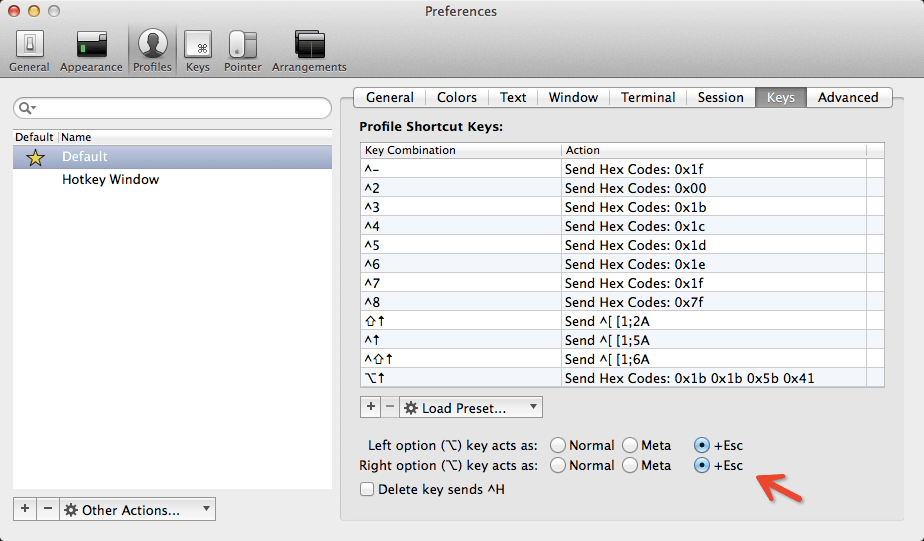 Preferences
General Appearance Profiles Keys Pointer Arrangements
General Colors Text Window Terminal Session Keys Advanced
Default Name
Default
Hotkey Window
Profile Shortcut Keys:
Key Combination Action
^- Send Hex Codes: 0x1f
^2 Send Hex Codes: 0x00
^3 Send Hex Codes: 0x1b
^4 Send Hex Codes: 0x1c
^5 Send Hex Codes: 0x1d
^6 Send Hex Codes: 0x1e
^7 Send Hex Codes: 0x1f
^8 Send Hex Codes: 0x7f
⇧↑ Send ^[ [1;2A
^↑ Send ^[ [1;5A
^⇧↑ Send ^[ [1;6A
⌥↑ Send Hex Codes: 0x1b 0x1b 0x5b 0x41
+ − Load Preset...
Left option (⌥) key acts as: Normal Meta +Esc
Right option (⌥) key acts as: Normal Meta +Esc
Delete key sends ^H
+ − Other Actions...